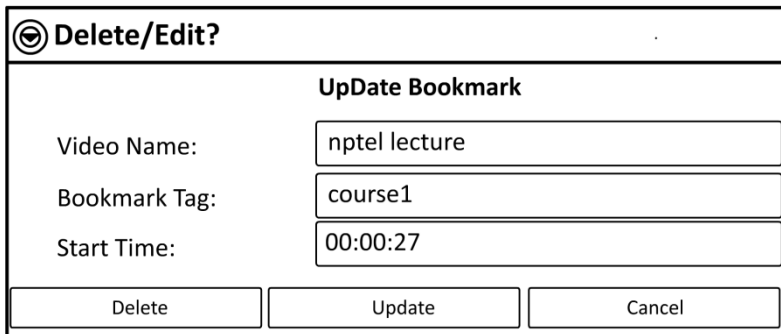 Delete/Edit?
UpDate Bookmark
Video Name: nptel lecture
Bookmark Tag: course1
Start Time: 00:00:27
Delete Update Cancel